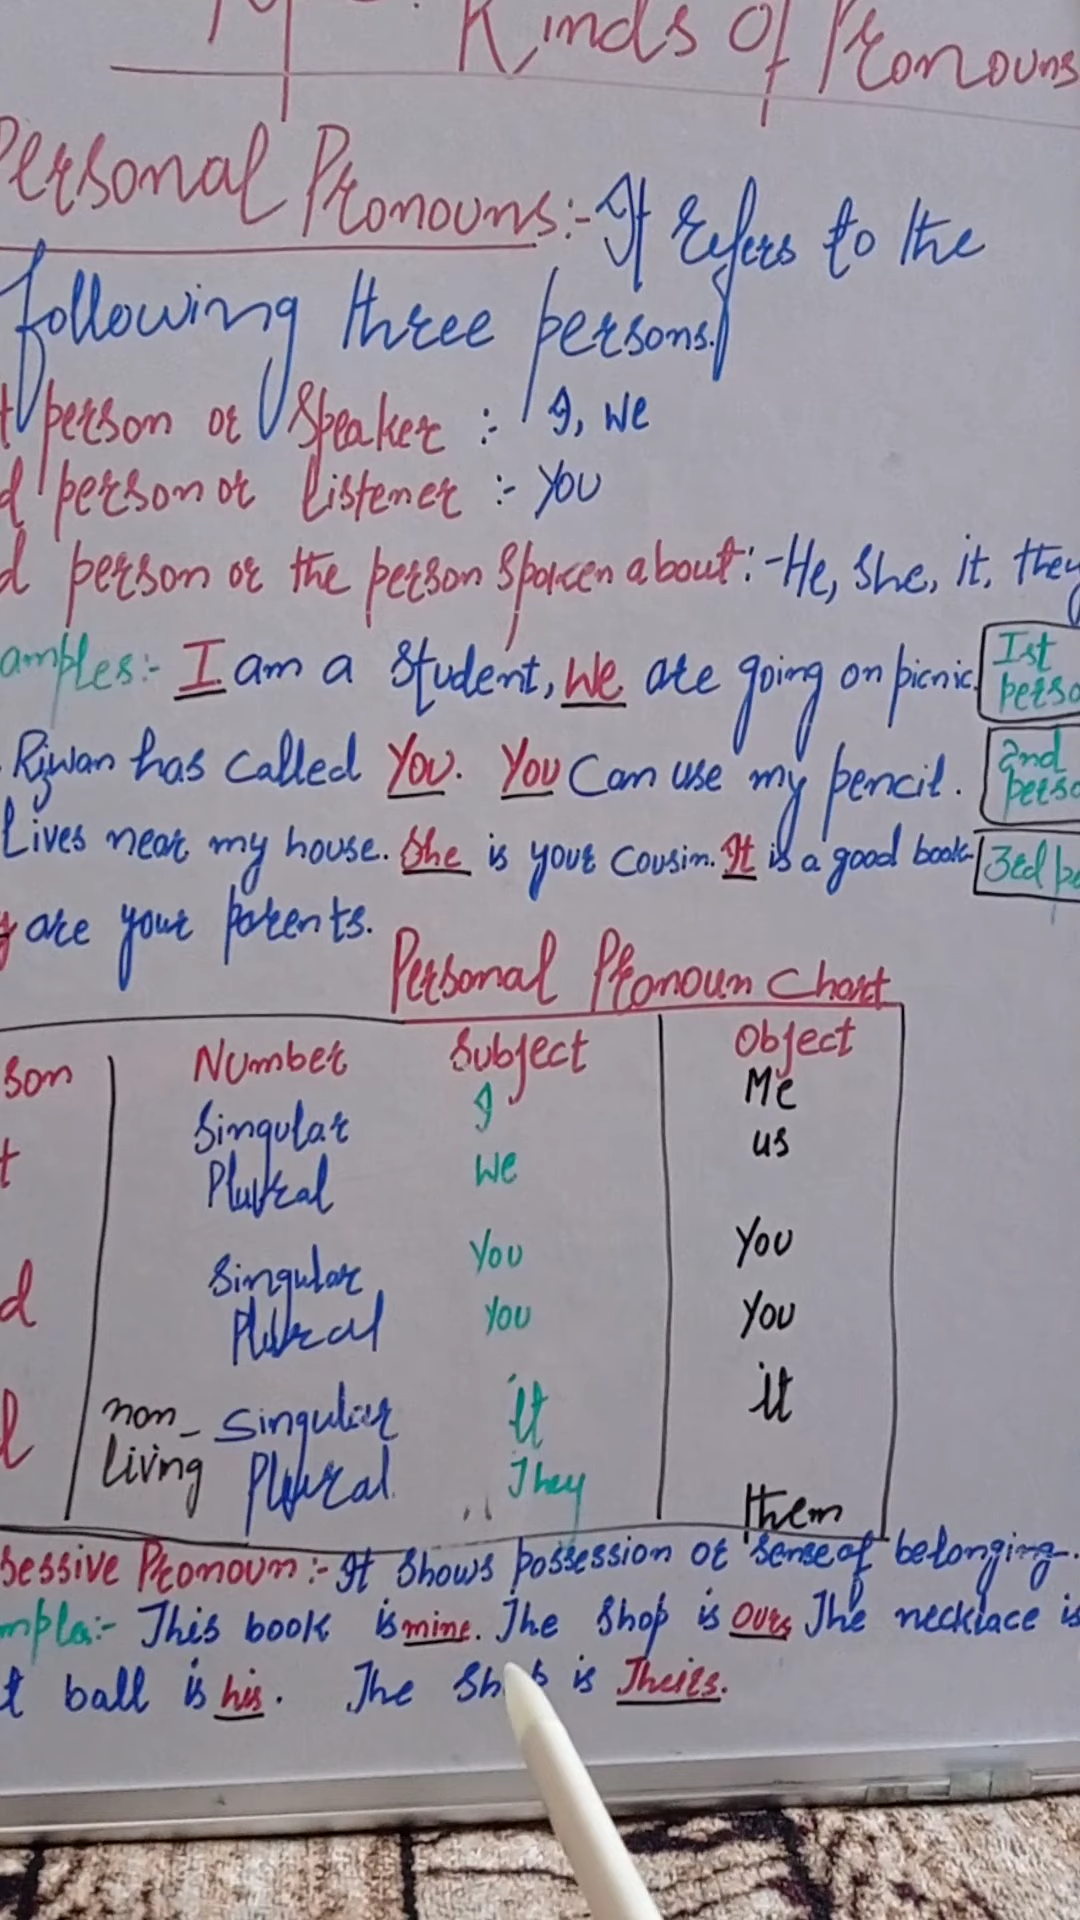 Kinds of Pronouns
Personal Pronouns:- It refers to the
following three persons.
person or Speaker :- I, We
person or listener :- You
person or the person spoken about:- He, She, it, they
amples:- I am a Student, We are going on picnic. Ist perso
Rizwan has called You. You Can use my pencil. 2nd perso
Lives near my house. She is your cousin. It is a good book. 3rd pe
are your parents.
Personal Pronoun Chart
son Number Subject Object
Singular I Me
t Plural We us
Singular You You
d Plural You You
non-living Singular it it
Plural They them
sessive Pronoun:- It shows possession or sense of belonging.
mples:- This book is mine. The Shop is Ours The necklace is
t ball is his. The is Theirs.